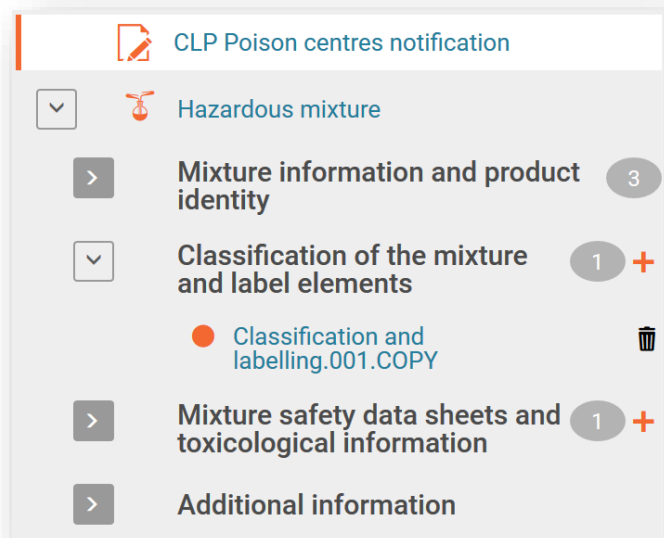 CLP Poison centres notification
Hazardous mixture
Mixture information and product
identity
3
Classification of the mixture
and label elements
1 +
Classification and
labelling.001.COPY
Mixture safety data sheets and
toxicological information
1 +
Additional information